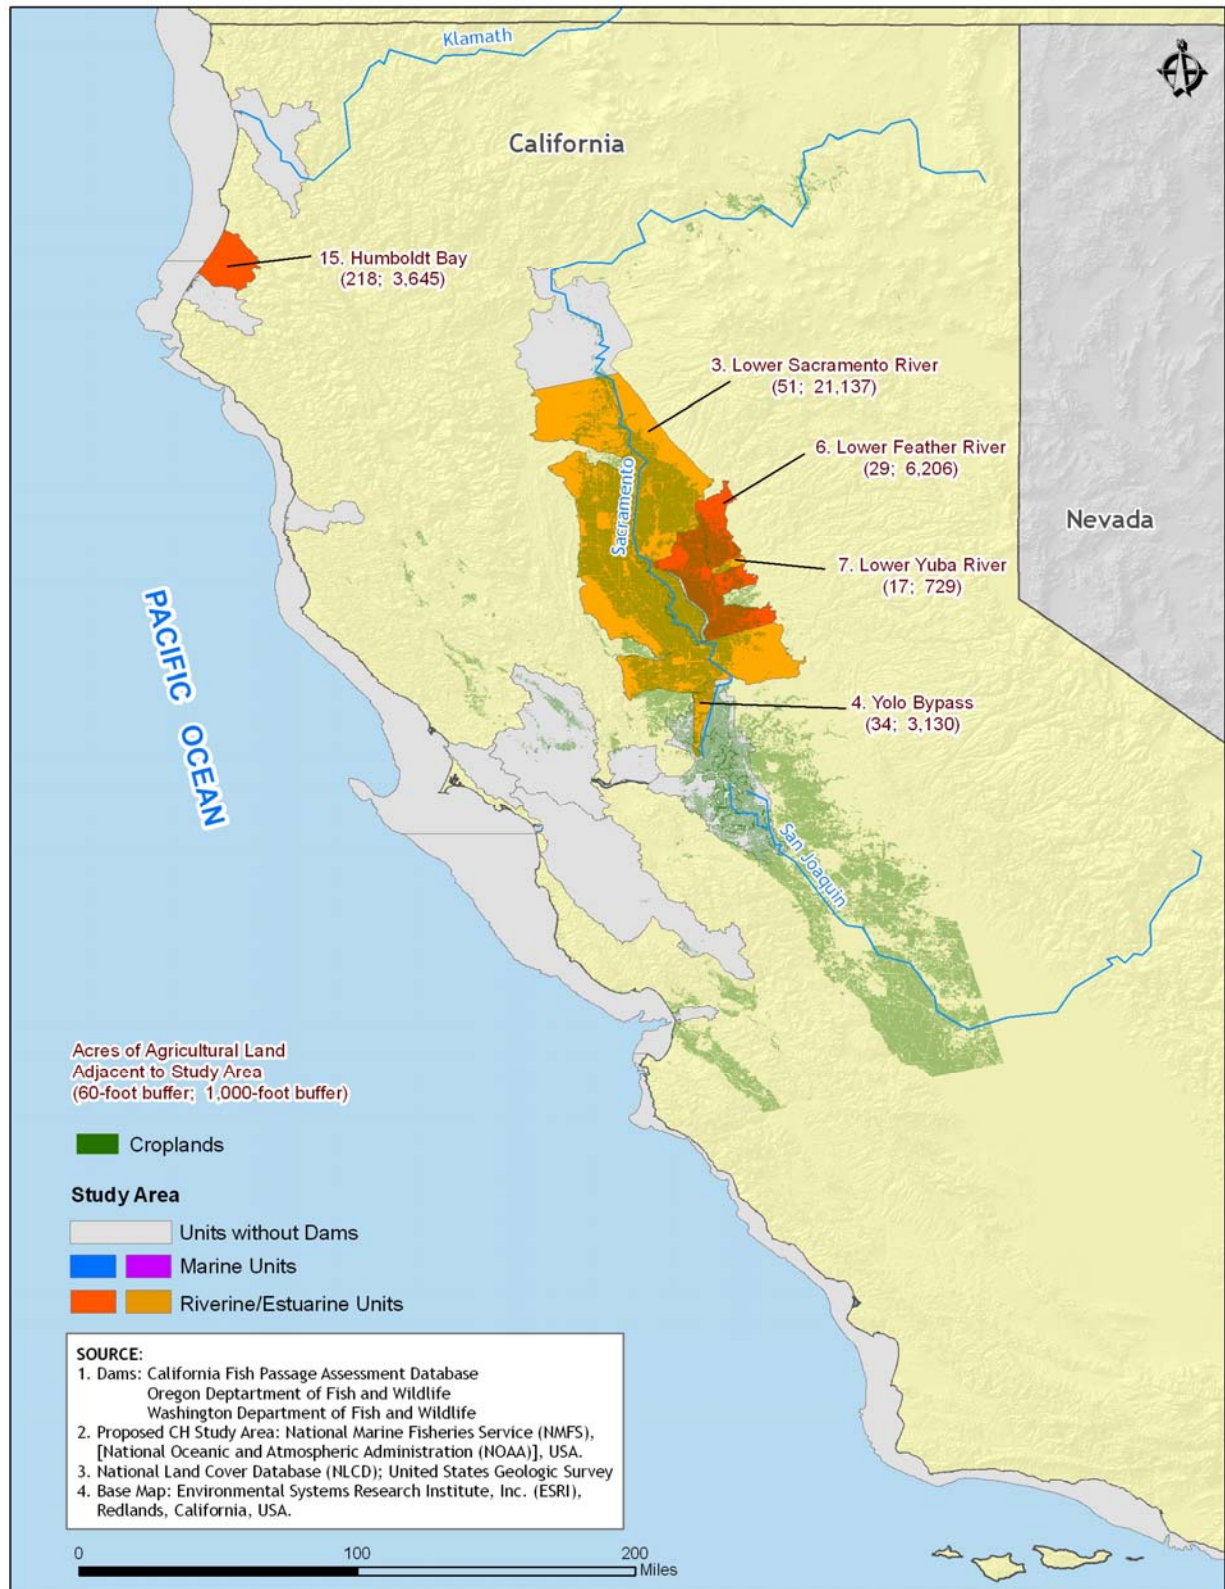 Klamath
California
15. Humboldt Bay
(218; 3,645)
3. Lower Sacramento River
(51; 21,137)
6. Lower Feather River
(29; 6,206)
Sacramento
Nevada
7. Lower Yuba River
(17; 729)
PACIFIC OCEAN
4. Yolo Bypass
(34; 3,130)
San Joaquin
Acres of Agricultural Land
Adjacent to Study Area
(60-foot buffer; 1,000-foot buffer)
Croplands
Study Area
Units without Dams
Marine Units
Riverine/Estuarine Units
SOURCE:
1. Dams: California Fish Passage Assessment Database
Oregon Deptartment of Fish and Wildlife
Washington Department of Fish and Wildlife
2. Proposed CH Study Area: National Marine Fisheries Service (NMFS),
[National Oceanic and Atmospheric Administration (NOAA)], USA.
3. National Land Cover Database (NLCD); United States Geologic Survey
4. Base Map: Environmental Systems Research Institute, Inc. (ESRI),
Redlands, California, USA.
0 100 200
Miles